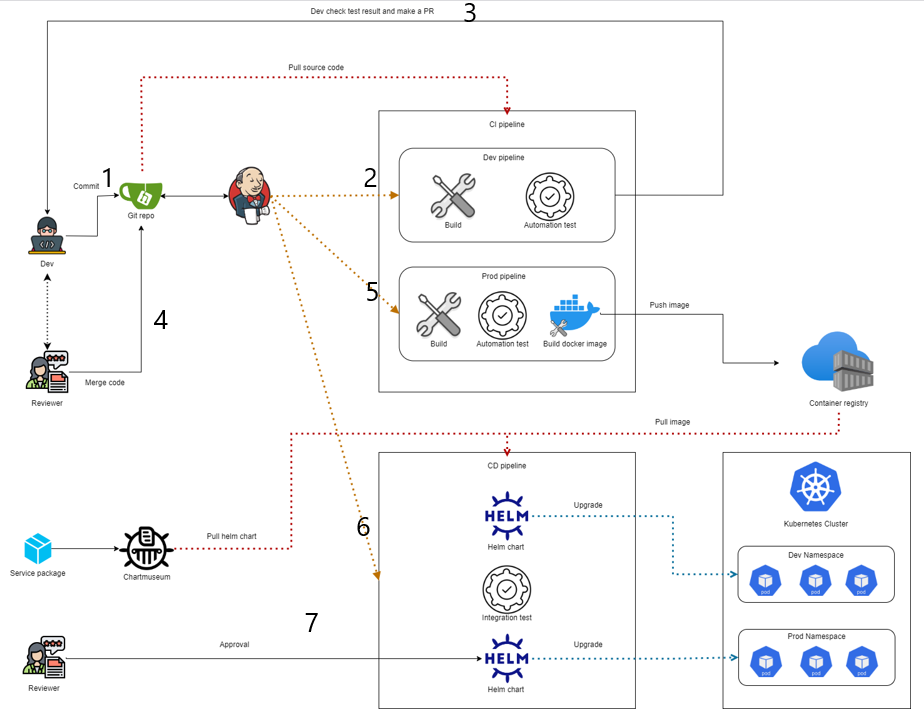 Dev check test result and make a PR
3
Pull source code
CI pipeline
Dev pipeline
1
2
Commit
Git repo
Build
Automation test
Dev
Prod pipeline
5
4
Build
Automation test
Build docker image
Push image
Merge code
Reviewer
Container registry
Pull image
CD pipeline
HELM
Helm chart
Upgrade
Kubernetes Cluster
6
Pull helm chart
Service package
Chartmuseum
Dev Namespace
pod
pod
pod
Integration test
7
Approval
Reviewer
HELM
Helm chart
Upgrade
Prod Namespace
pod
pod
pod